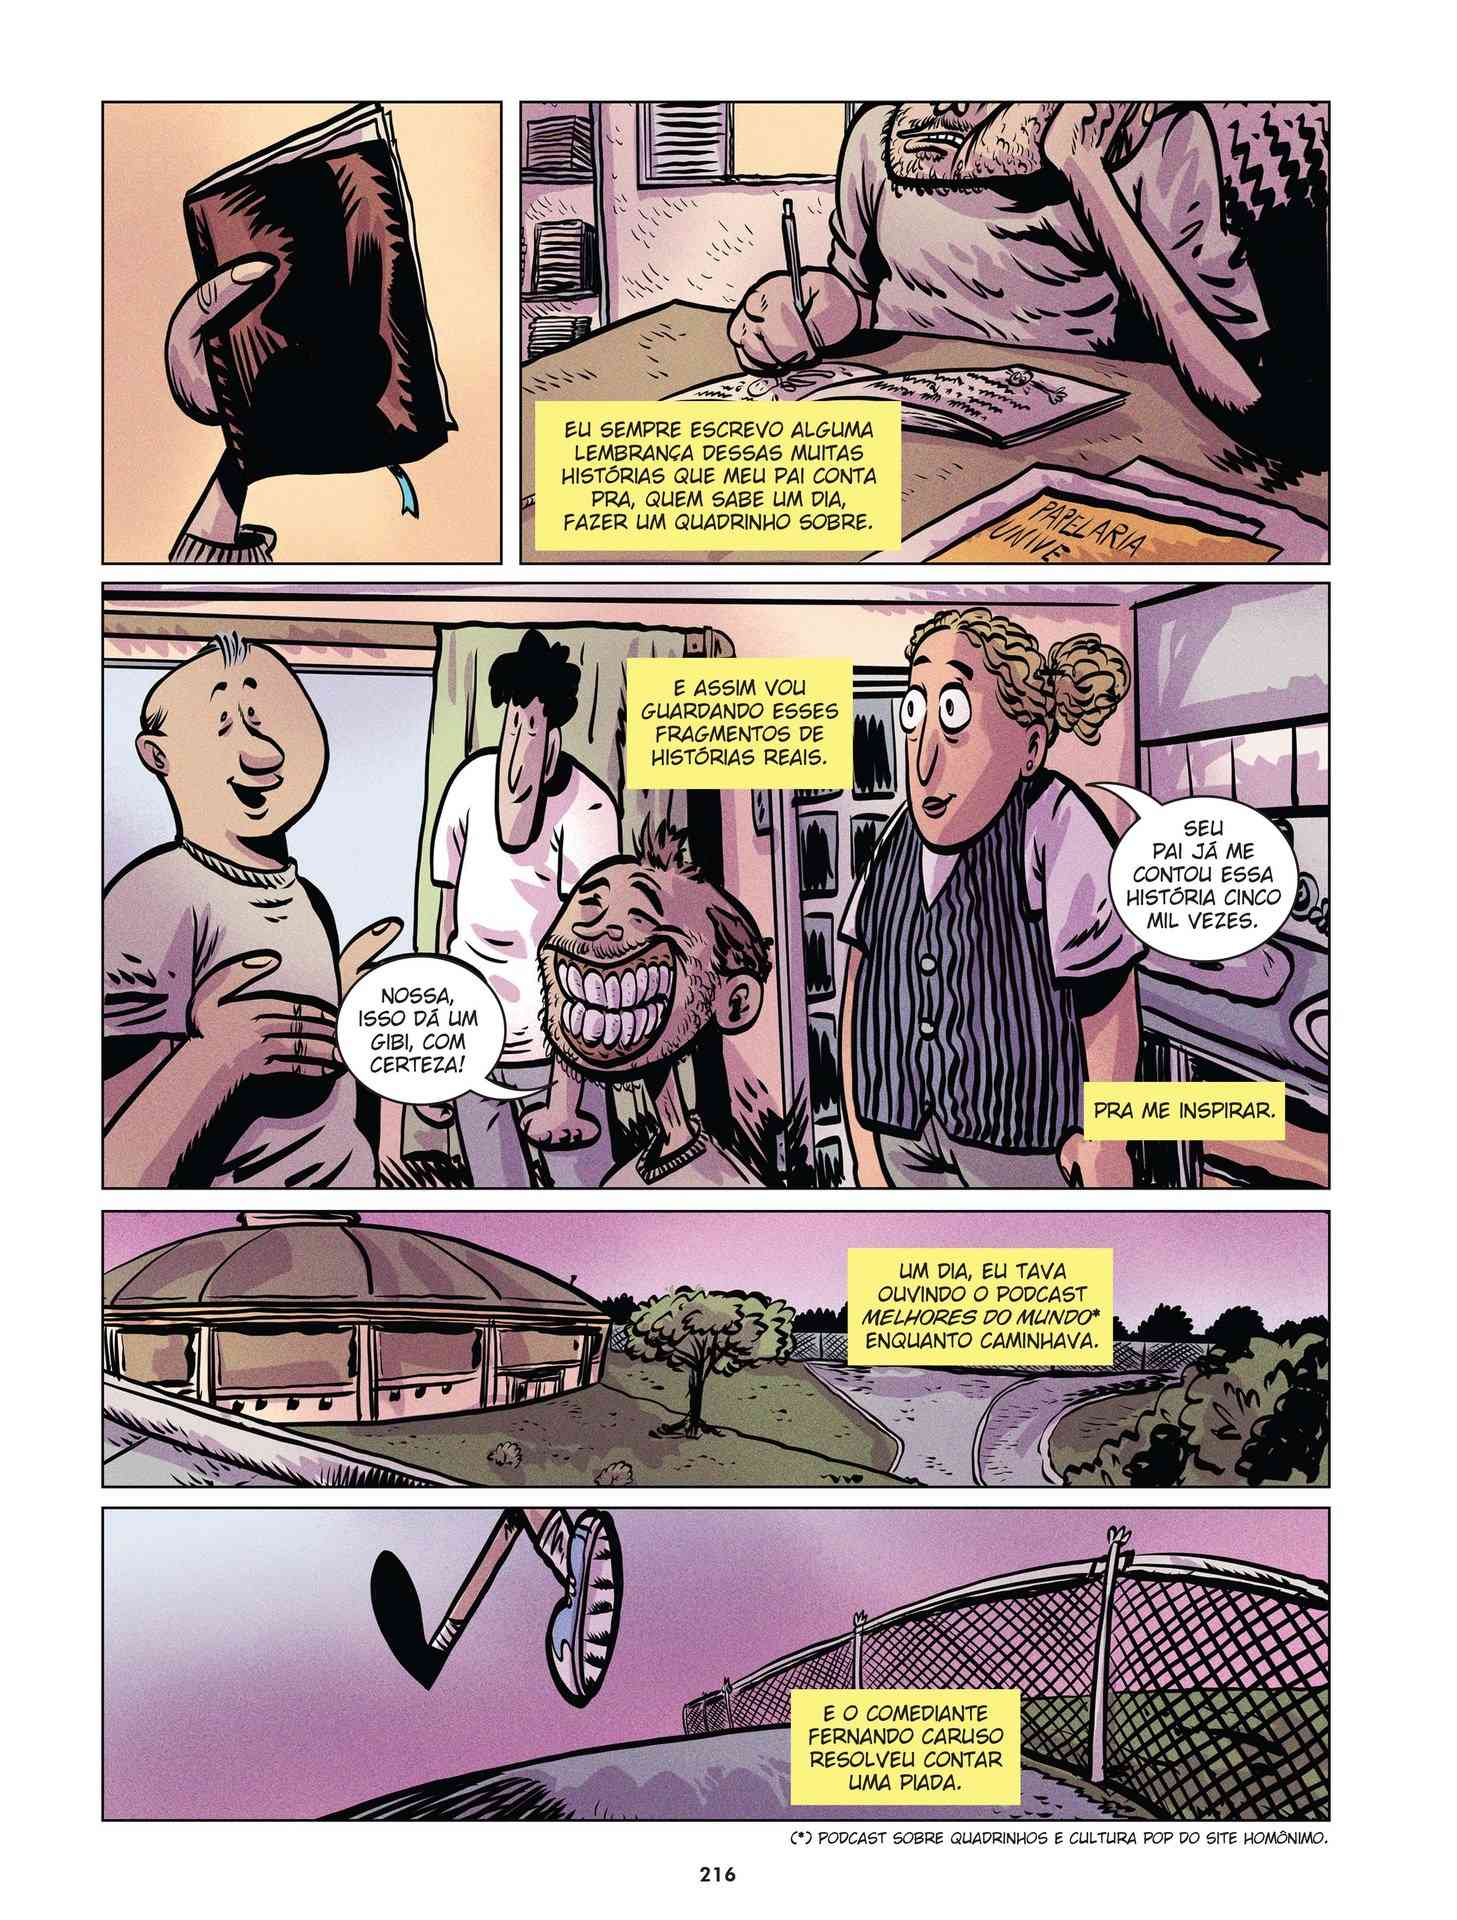 EU SEMPRE ESCREVO ALGUMA
LEMBRANÇA DESSAS MUITAS
HISTÓRIAS QUE MEU PAI CONTA
PRA, QUEM SABE UM DIA,
FAZER UM QUADRINHO SOBRE.
PAPELARIA
UNIVE
E ASSIM VOU
GUARDANDO ESSES
FRAGMENTOS DE
HISTÓRIAS REAIS.
SEU
PAI JÁ ME
CONTOU ESSA
HISTÓRIA CINCO
MIL VEZES.
NOSSA,
ISSO DÁ UM
GIBI, COM
CERTEZA!
PRA ME INSPIRAR.
UM DIA, EU TAVA
OUVINDO O PODCAST
MELHORES DO MUNDO*
ENQUANTO CAMINHAVA.
E O COMEDIANTE
FERNANDO CARUSO
RESOLVEU CONTAR
UMA PIADA.
(*) PODCAST SOBRE QUADRINHOS E CULTURA POP DO SITE HOMÔNIMO.
216